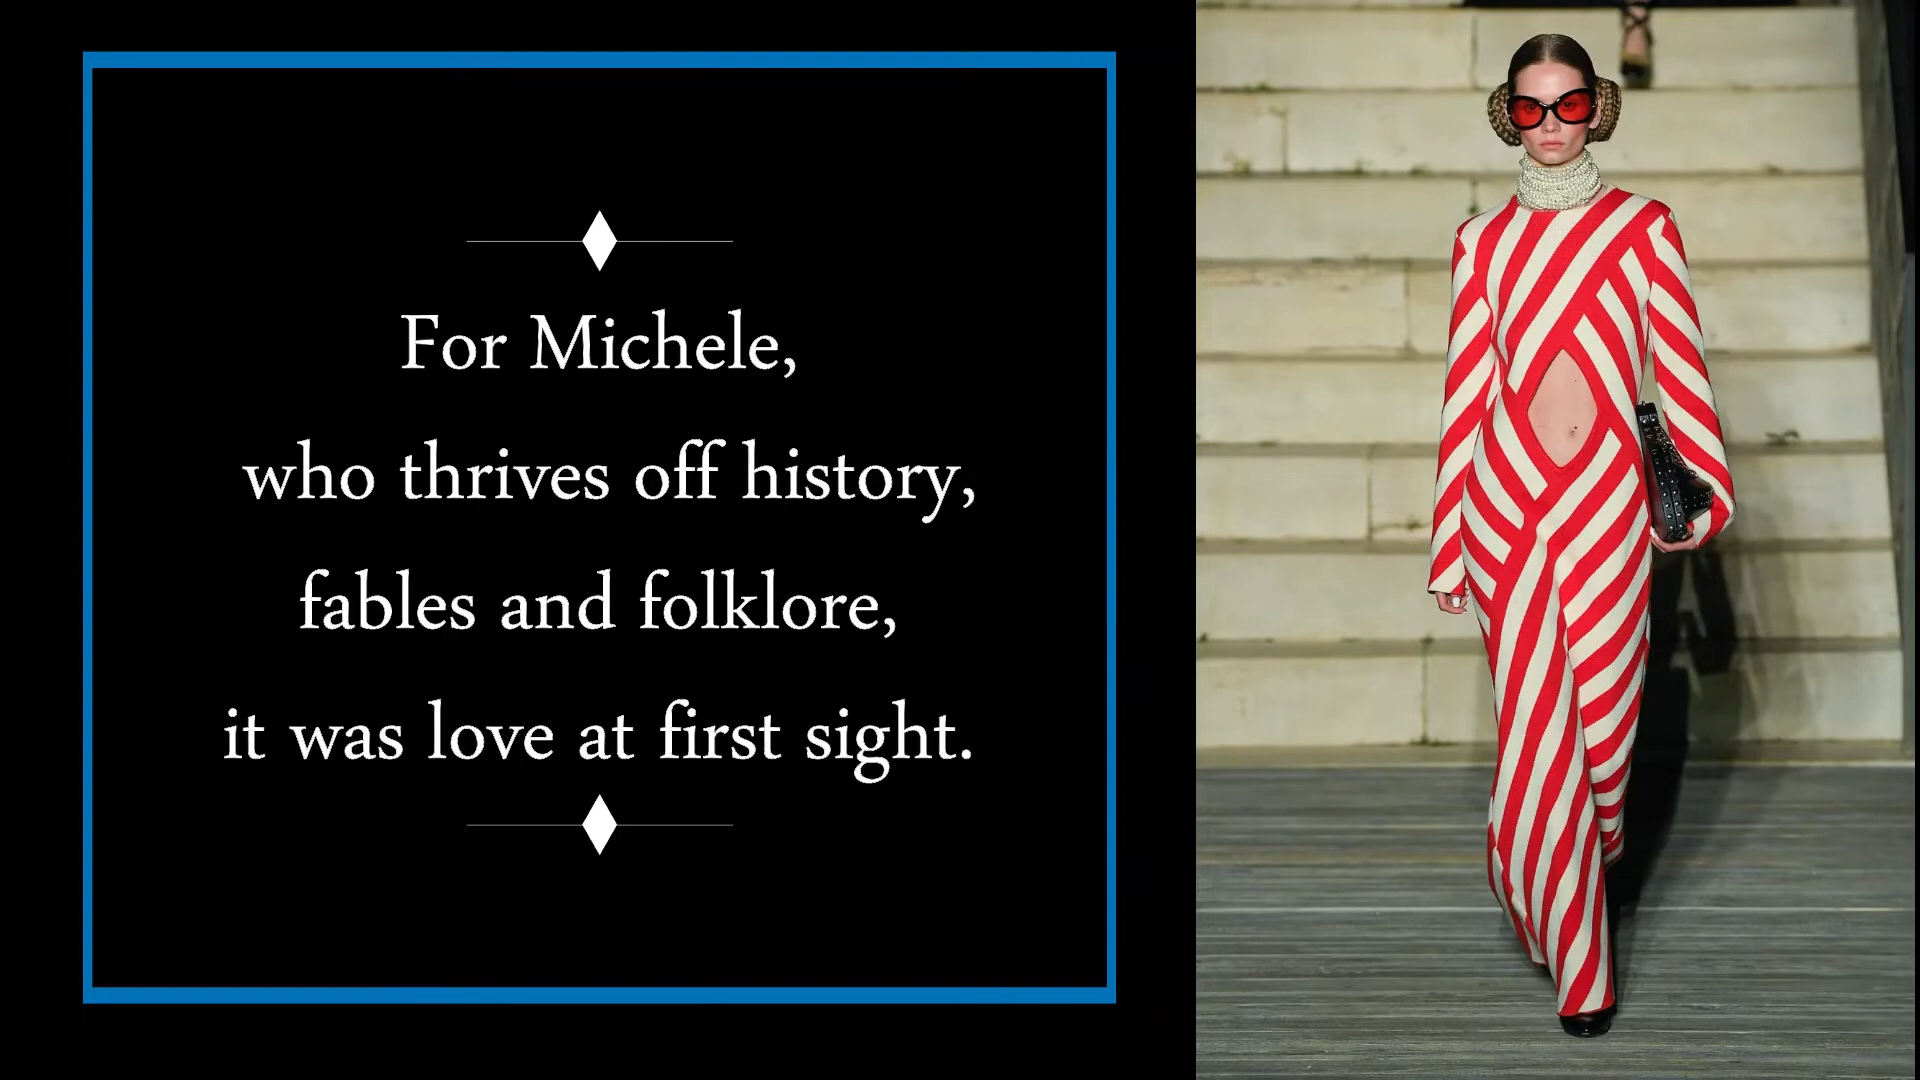 For Michele,
who thrives off history,
fables and folklore,
it was love at first sight.